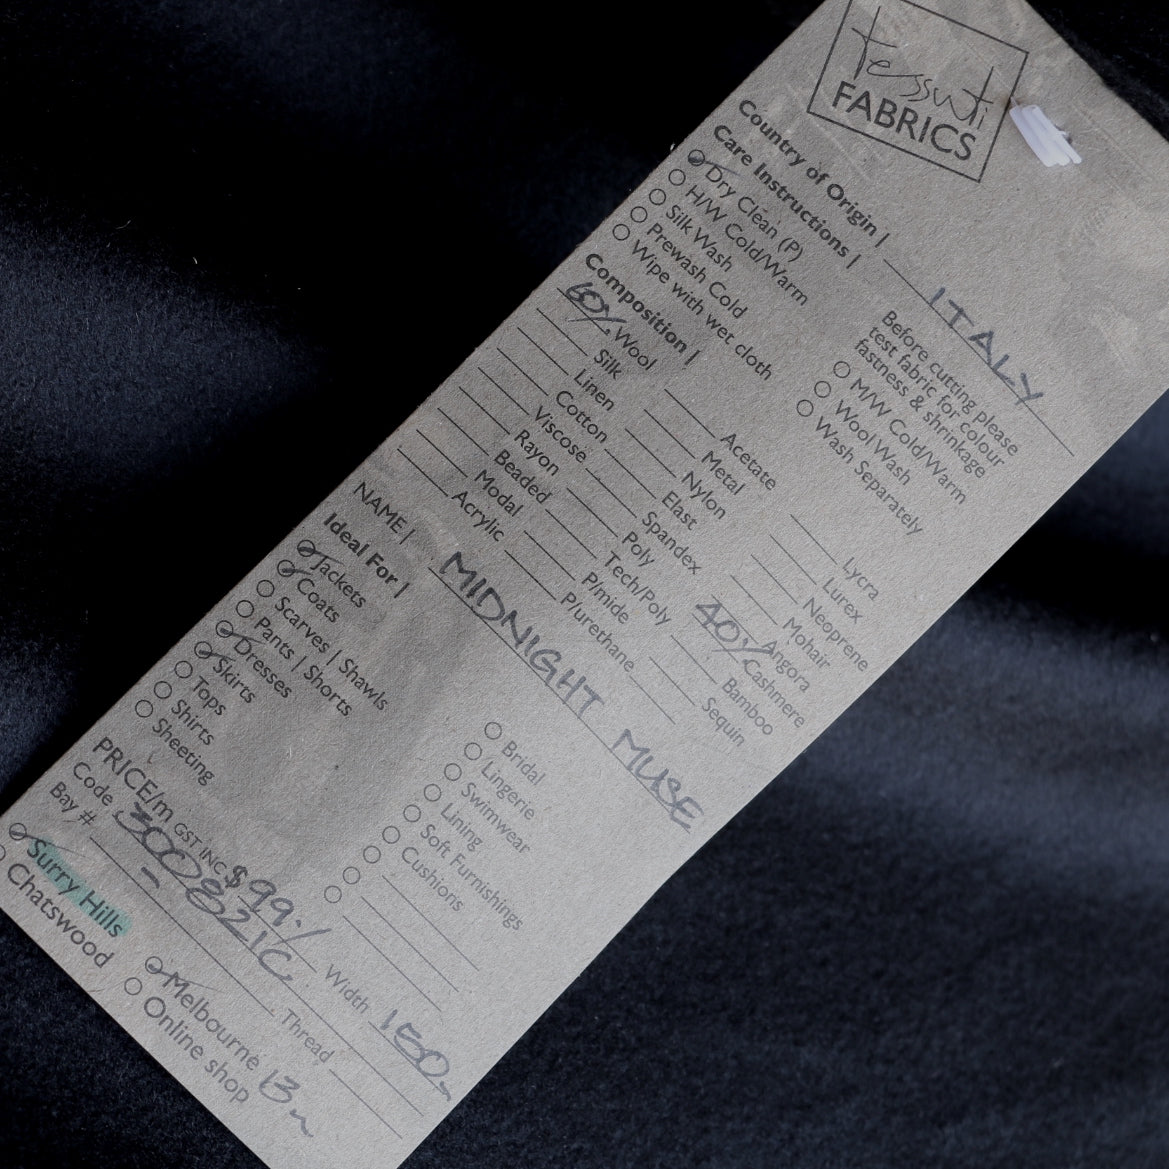 tessuti
FABRICS
Country of Origin | ITALY
Care Instructions |
Dry Clean (P)
H/W Cold/Warm
Silk Wash
Prewash Cold
Wipe with wet cloth
Before cutting please
test fabric for colour
fastness & shrinkage
M/W Cold/Warm
Wool Wash
Wash Separately
Composition |
60% Wool
Silk
Linen
Cotton
Viscose
Rayon
Beaded
Modal
Acrylic
Acetate
Metal
Nylon
Elast
Spandex
Poly
Tech/Poly
P/mide
P/urethane
Lycra
Lurex
Neoprene
Mohair
Angora
40% Cashmere
Bamboo
Sequin
NAME | MIDNIGHT MUSE
Ideal For |
Jackets
Coats
Scarves | Shawls
Pants | Shorts
Dresses
Skirts
Tops
Shirts
Sheeting
Bridal
Lingerie
Swimwear
Lining
Soft Furnishings
Cushions
PRICE/m GST INC $ 99./ Width 150
Code 300821C Thread
Bay # -
Surry Hills
Chatswood
Melbourne 13
Online shop